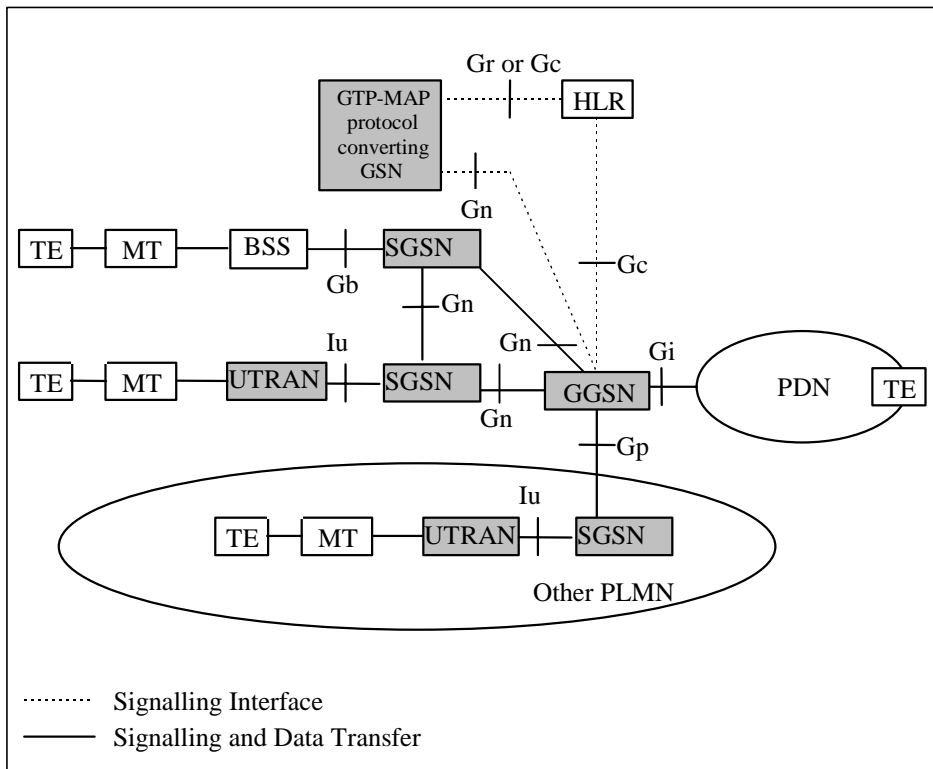 Gr or Gc
GTP-MAP
protocol
converting
GSN
HLR
Gn
TE
MT
BSS
Gb
SGSN
Gc
Gn
Gn
TE
MT
UTRAN
Iu
SGSN
Gn
GGSN
Gi
PDN
TE
Gp
TE
MT
UTRAN
Iu
SGSN
Other PLMN
Signalling Interface
Signalling and Data Transfer